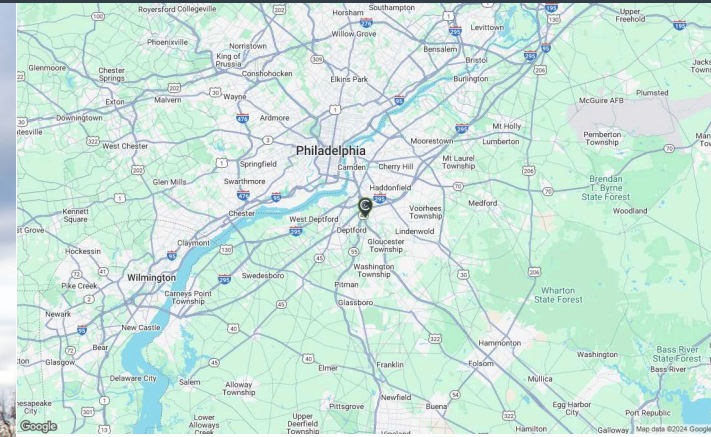 Southampton
Royersford Collegeville
Horsham
Upper
Freehold
Phoenixville
Willow Grove
Levittown
Norristown
Bensalem
King of
Prussia
Bristol
Glenmoore
Chester
Springs
Conshohocken
Elkins Park
Burlington
Plumsted
Exton
Malvern
Wayne
McGuire AFB
Downingtown
Ardmore
Mt Holly
Moorestown
Lumberton
Pemberton
Township
West Chester
Philadelphia
Camden
Cherry Hill
Mt Laurel
Township
Springfield
Glen Mills
Swarthmore
Haddonfield
Brendan
T. Byrne
State Forest
Medford
Woodland
Kennett
Square
Chester
West Deptford
Voorhees
Township
Deptford
Lindenwold
Claymont
Gloucester
Township
Hockessin
Wilmington
Swedesboro
Washington
Township
Pike Creek
Carneys Point
Township
Pitman
Glassboro
Wharton
State Forest
Newark
New Castle
Hammonton
Bear
Washington
Bass River
State Forest
Glasgow
Elmer
Franklin
Folsom
Bass River
Delaware City
Salem
Alloway
Township
Mullica
Newfield
Pittsgrove
Buena
Egg Harbor
City
Port Republic
Lower
Alloways
Creek
Upper
Deerfield
Township
Hamilton
Galloway
Google
Map data ©2024 Google